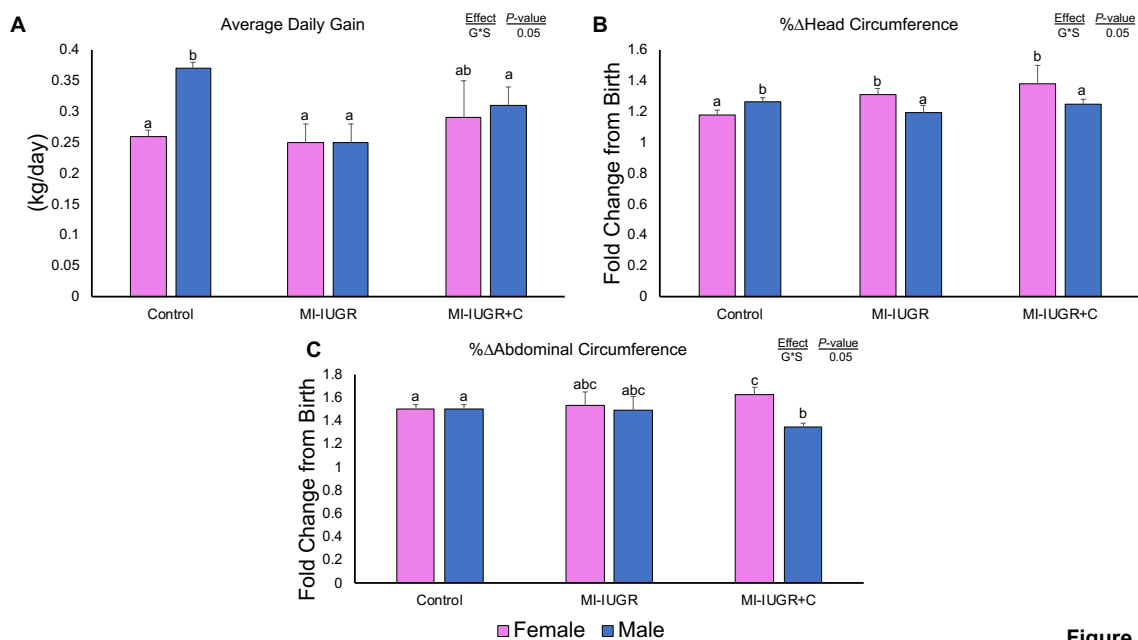 A
Average Daily Gain
Effect P-value
G*S 0.05
(kg/day)
0.4
0.35
0.3
0.25
0.2
0.15
0.1
0.05
0
a
b
a
a
ab
a
Control
MI-IUGR
MI-IUGR+C
B
%ΔHead Circumference
Effect P-value
G*S 0.05
Fold Change from Birth
1.6
1.4
1.2
1
0.8
0.6
0.4
0.2
0
a
b
b
a
b
a
Control
MI-IUGR
MI-IUGR+C
C
%ΔAbdominal Circumference
Effect P-value
G*S 0.05
Fold Change from Birth
1.8
1.6
1.4
1.2
1
0.8
0.6
0.4
0.2
0
a
a
abc
abc
c
b
Control
MI-IUGR
MI-IUGR+C
Female Male
Figure